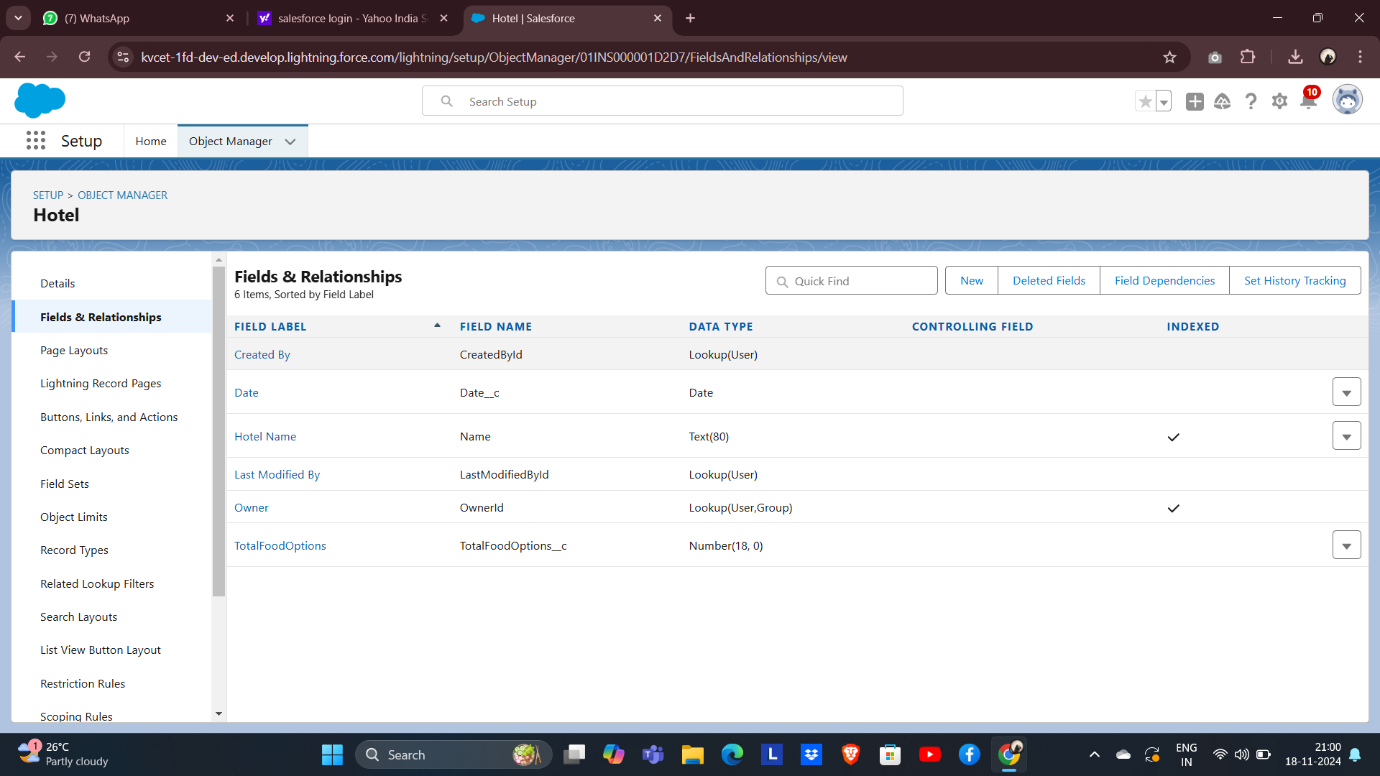 (7) WhatsApp
salesforce login - Yahoo India S
Hotel | Salesforce
kvcet-1fd-dev-ed.develop.lightning.force.com/lightning/setup/ObjectManager/01INS000001D2D7/FieldsAndRelationships/view
Search Setup
10
Setup
Home
Object Manager
SETUP > OBJECT MANAGER
Hotel
Details
Fields & Relationships
Page Layouts
Lightning Record Pages
Buttons, Links, and Actions
Compact Layouts
Field Sets
Object Limits
Record Types
Related Lookup Filters
Search Layouts
List View Button Layout
Restriction Rules
Scoping Rules
Fields & Relationships
6 Items, Sorted by Field Label
Quick Find
New
Deleted Fields
Field Dependencies
Set History Tracking
FIELD LABEL FIELD NAME DATA TYPE CONTROLLING FIELD INDEXED
Created By CreatedById Lookup(User)
Date Date__c Date
Hotel Name Name Text(80)
Last Modified By LastModifiedById Lookup(User)
Owner OwnerId Lookup(User,Group)
TotalFoodOptions TotalFoodOptions__c Number(18, 0)
1
26°C
Partly cloudy
Search
ENG
IN
21:00
18-11-2024